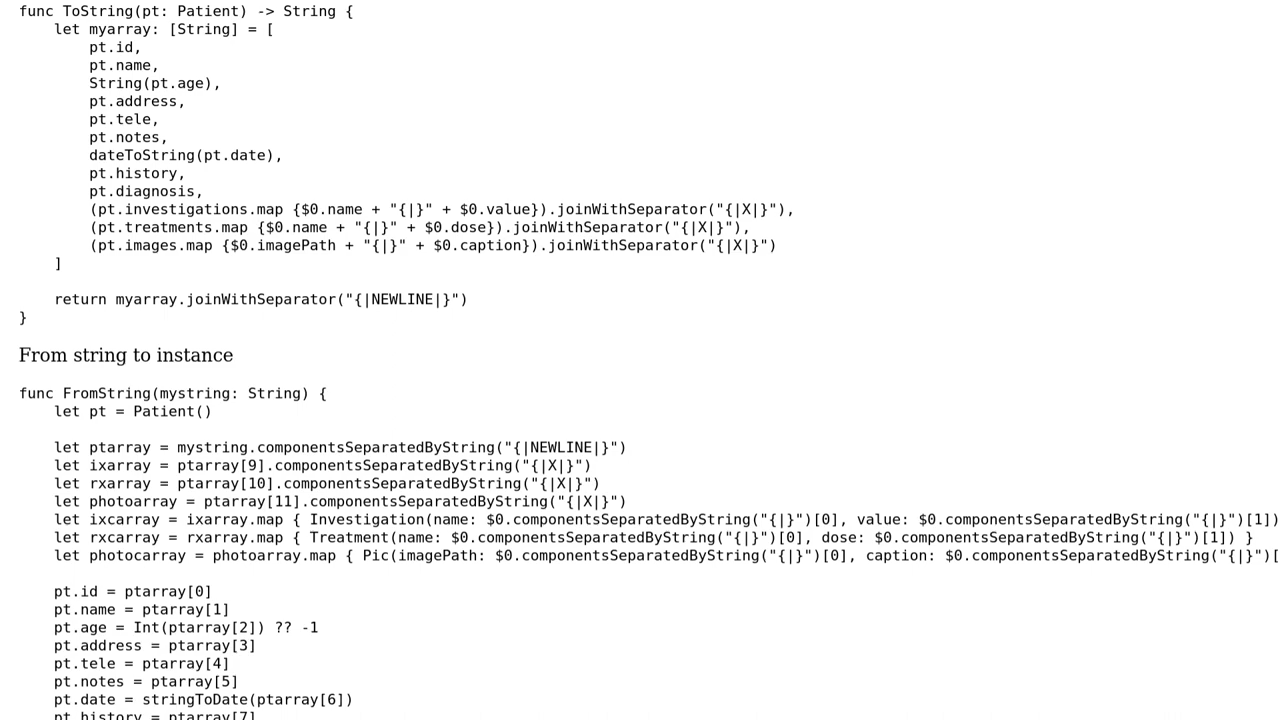 func ToString(pt: Patient) -> String {
    let myarray: [String] = [
        pt.id,
        pt.name,
        String(pt.age),
        pt.address,
        pt.tele,
        pt.notes,
        dateToString(pt.date),
        pt.history,
        pt.diagnosis,
        (pt.investigations.map {$0.name + "{|}" + $0.value}).joinWithSeparator("{|X|}"),
        (pt.treatments.map {$0.name + "{|}" + $0.dose}).joinWithSeparator("{|X|}"),
        (pt.images.map {$0.imagePath + "{|}" + $0.caption}).joinWithSeparator("{|X|}")
    ]

    return myarray.joinWithSeparator("{|NEWLINE|}")
}
From string to instance
func FromString(mystring: String) {
    let pt = Patient()

    let ptarray = mystring.componentsSeparatedByString("{|NEWLINE|}")
    let ixarray = ptarray[9].componentsSeparatedByString("{|X|}")
    let rxarray = ptarray[10].componentsSeparatedByString("{|X|}")
    let photoarray = ptarray[11].componentsSeparatedByString("{|X|}")
    let ixcarray = ixarray.map { Investigation(name: $0.componentsSeparatedByString("{|}")[0], value: $0.componentsSeparatedByString("{|}")[1])
    let rxcarray = rxarray.map { Treatment(name: $0.componentsSeparatedByString("{|}")[0], dose: $0.componentsSeparatedByString("{|}")[1]) }
    let photocarray = photoarray.map { Pic(imagePath: $0.componentsSeparatedByString("{|}")[0], caption: $0.componentsSeparatedByString("{|}")[

    pt.id = ptarray[0]
    pt.name = ptarray[1]
    pt.age = Int(ptarray[2]) ?? -1
    pt.address = ptarray[3]
    pt.tele = ptarray[4]
    pt.notes = ptarray[5]
    pt.date = stringToDate(ptarray[6])
    pt.history = ptarray[7]